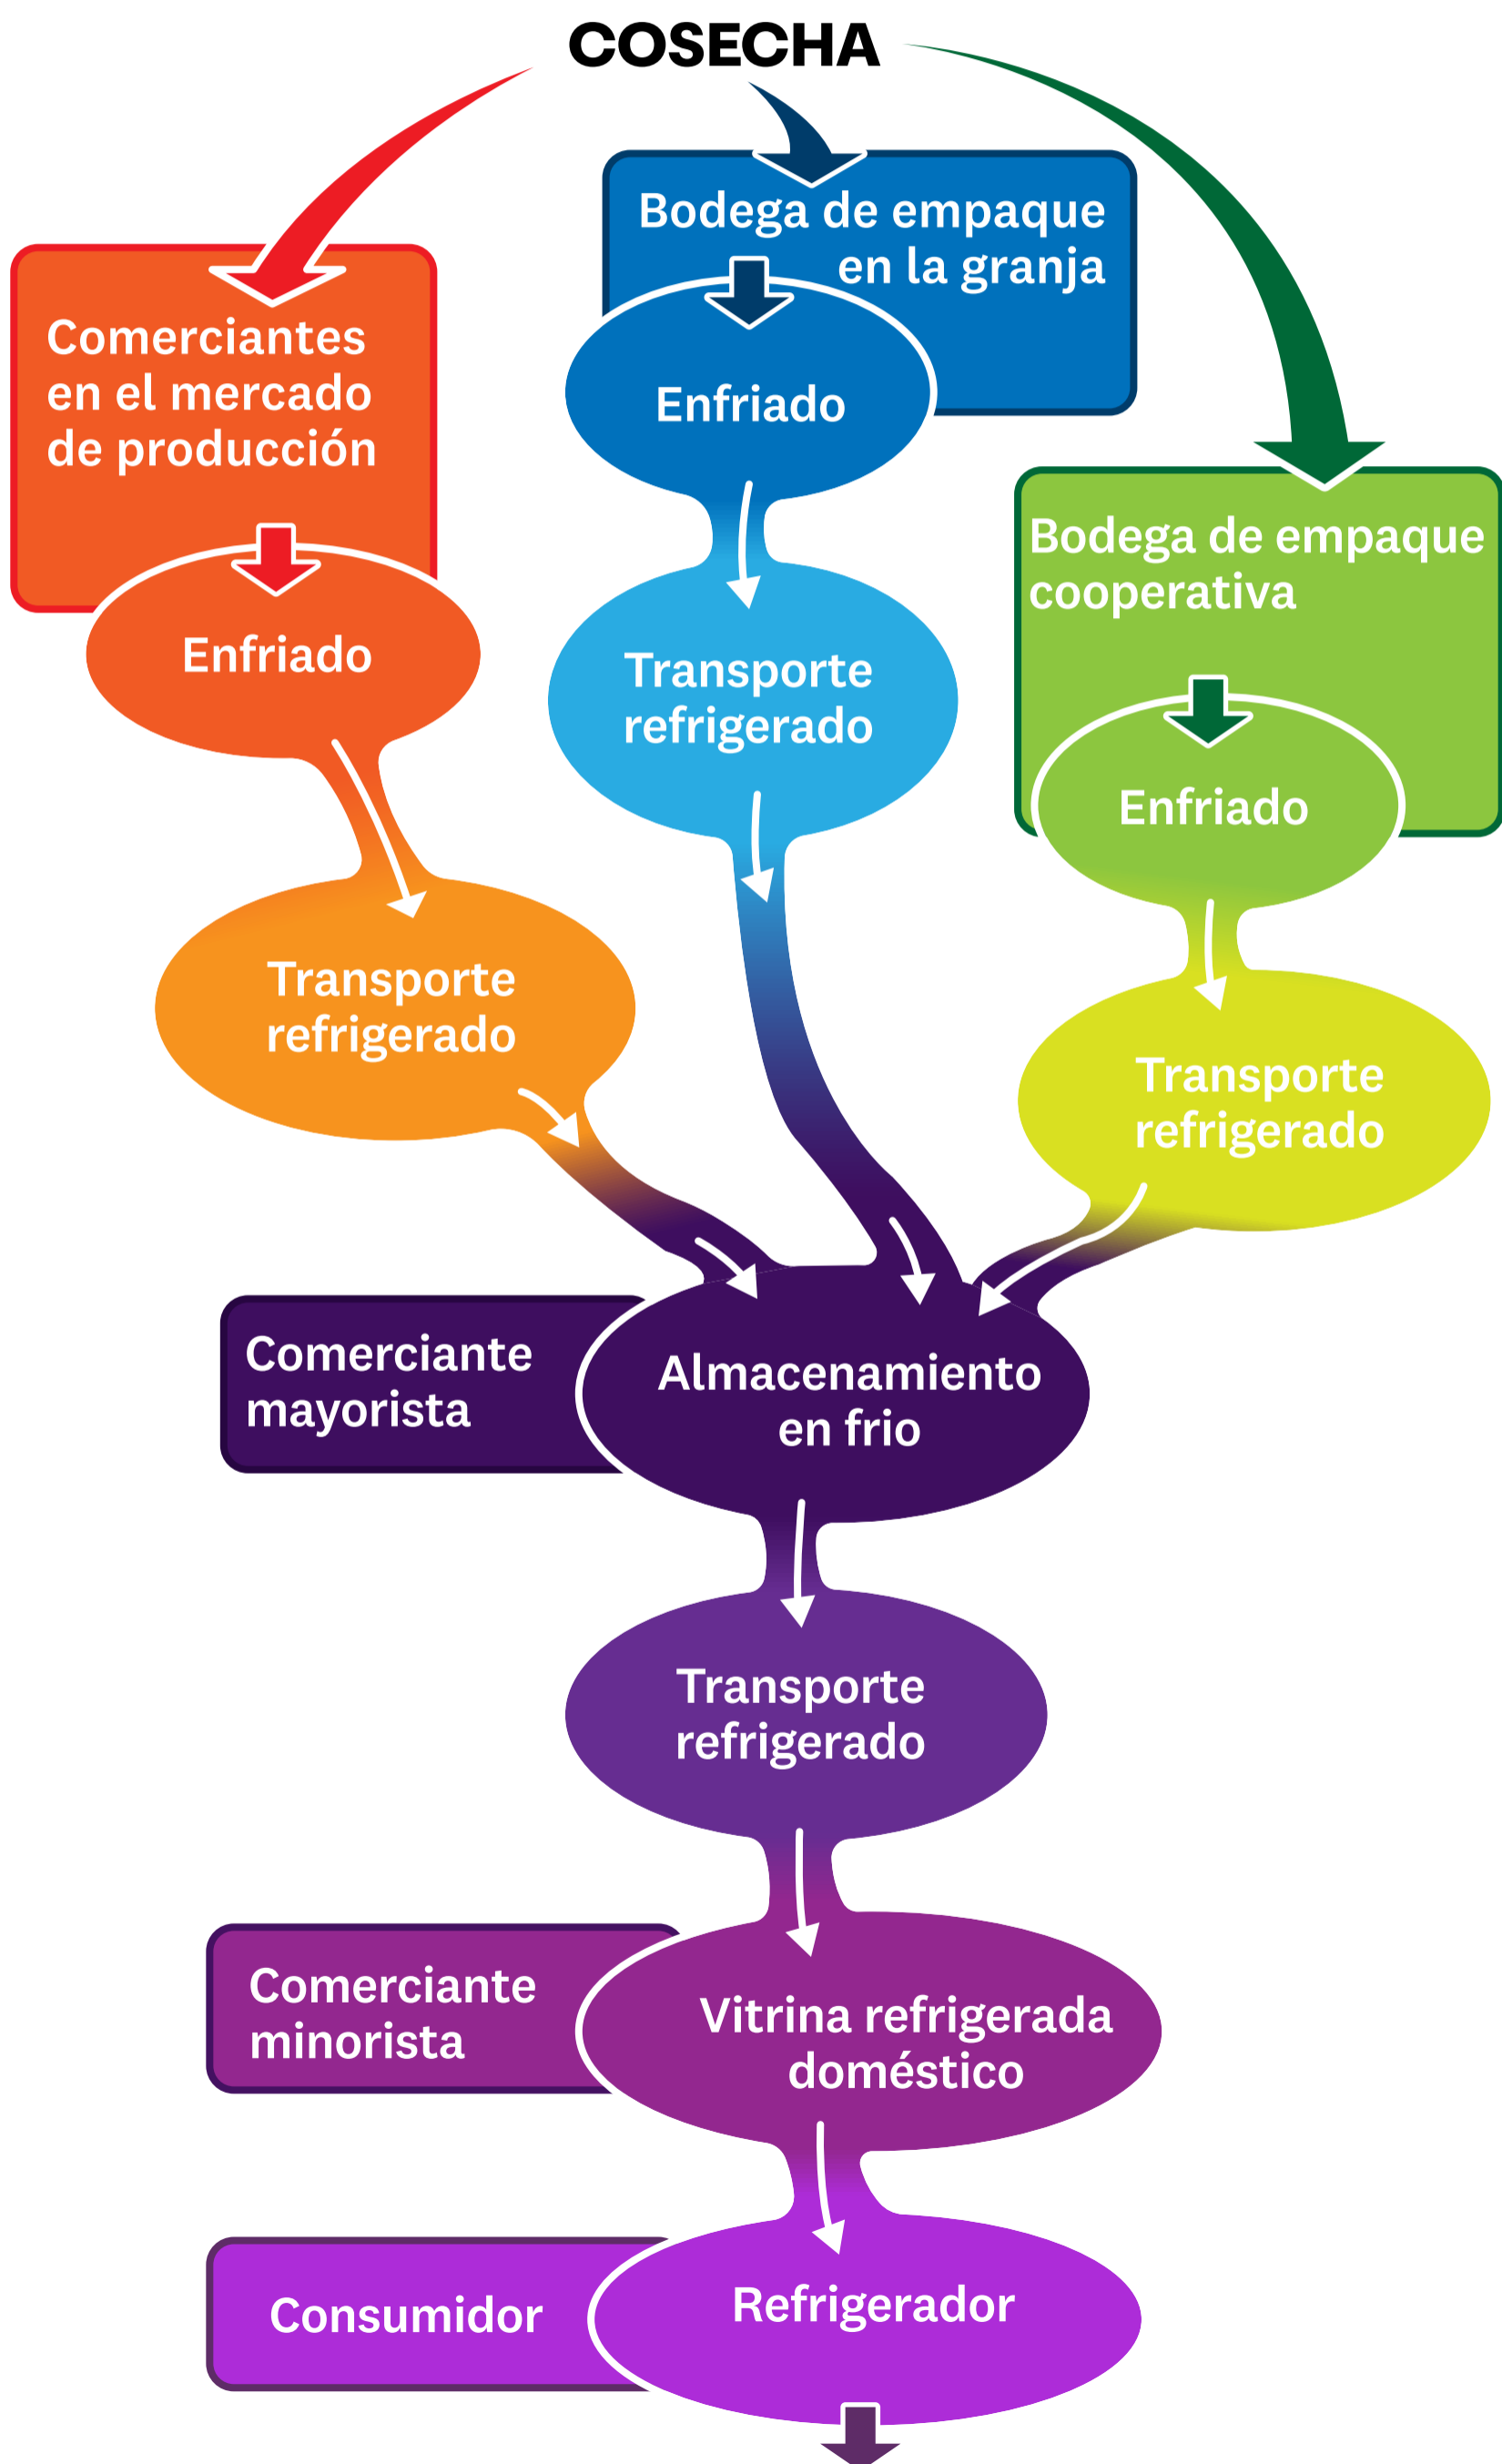 COSECHA
Bodega de empaque
en la granja
Enfriado
Comerciantes
en el mercado
de producción
Enfriado
Transporte
refrigerado
Bodega de empaque
cooperativa
Enfriado
Transporte
refrigerado
Transporte
refrigerado
Comerciante
mayorista
Almacenamiento
en frio
Transporte
refrigerado
Comerciante
minorista
Vitrina refrigerada
doméstico
Consumidor
Refrigerador